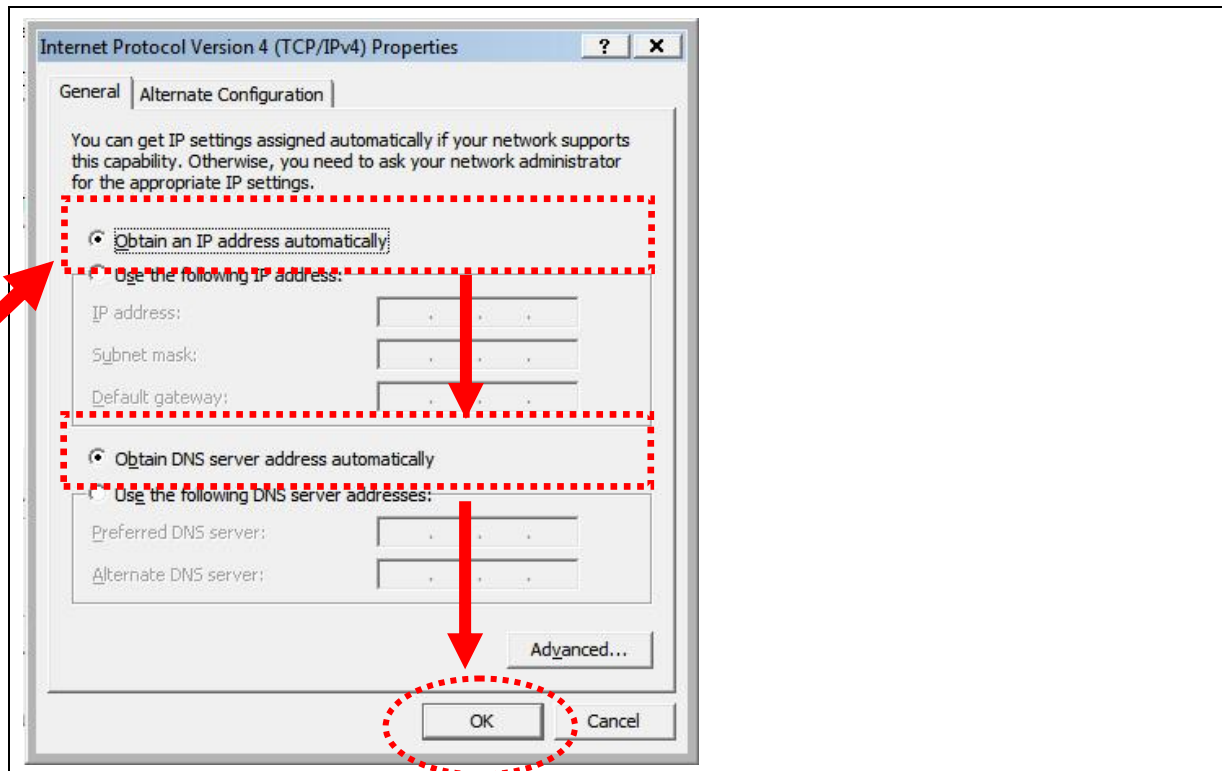 Internet Protocol Version 4 (TCP/IPv4) Properties
General
Alternate Configuration
You can get IP settings assigned automatically if your network supports
this capability. Otherwise, you need to ask your network administrator
for the appropriate IP settings.
Obtain an IP address automatically
Use the following IP address:
IP address:
Subnet mask:
Default gateway:
Obtain DNS server address automatically
Use the following DNS server addresses:
Preferred DNS server:
Alternate DNS server:
Advanced...
OK
Cancel